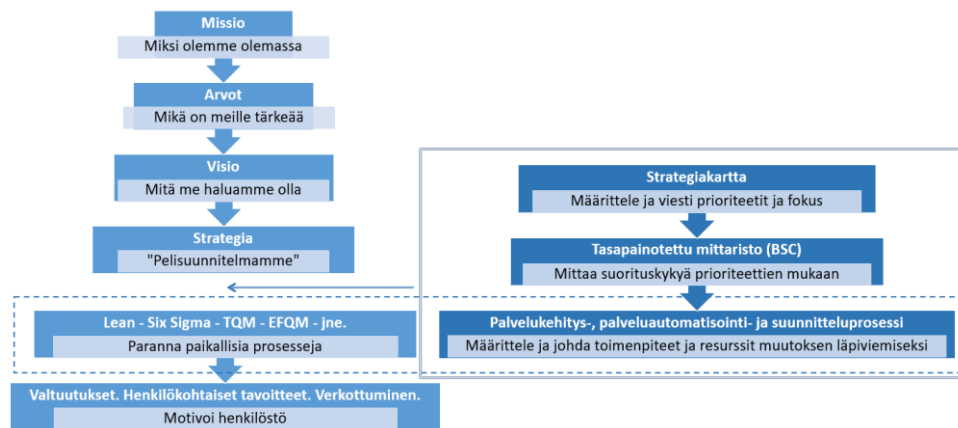 Missio
Miksi olemme olemassa
Arvot
Mikä on meille tärkeää
Visio
Mitä me haluamme olla
Strategia
"Pelisuunnitelmamme"
Strategiakartta
Määrittele ja viesti prioriteetit ja fokus
Tasapainotettu mittaristo (BSC)
Mittaa suorituskykyä prioriteettien mukaan
Lean - Six Sigma - TQM - EFQM - jne.
Paranna paikallisia prosesseja
Palvelukehitys-, palveluautomatisointi- ja suunnitteluprosessi
Määrittele ja johda toimenpiteet ja resurssit muutoksen läpiviemiseksi
Valtuutukset. Henkilökohtaiset tavoitteet. Verkottuminen.
Motivoi henkilöstö